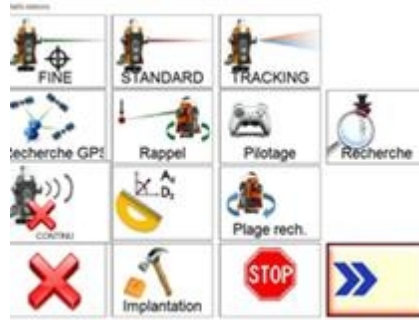 FINE
STANDARD
TRACKING
Recherche GPS
Rappel
Pilotage
Recherche
CONTINU
Plage rech.
Implantation
STOP